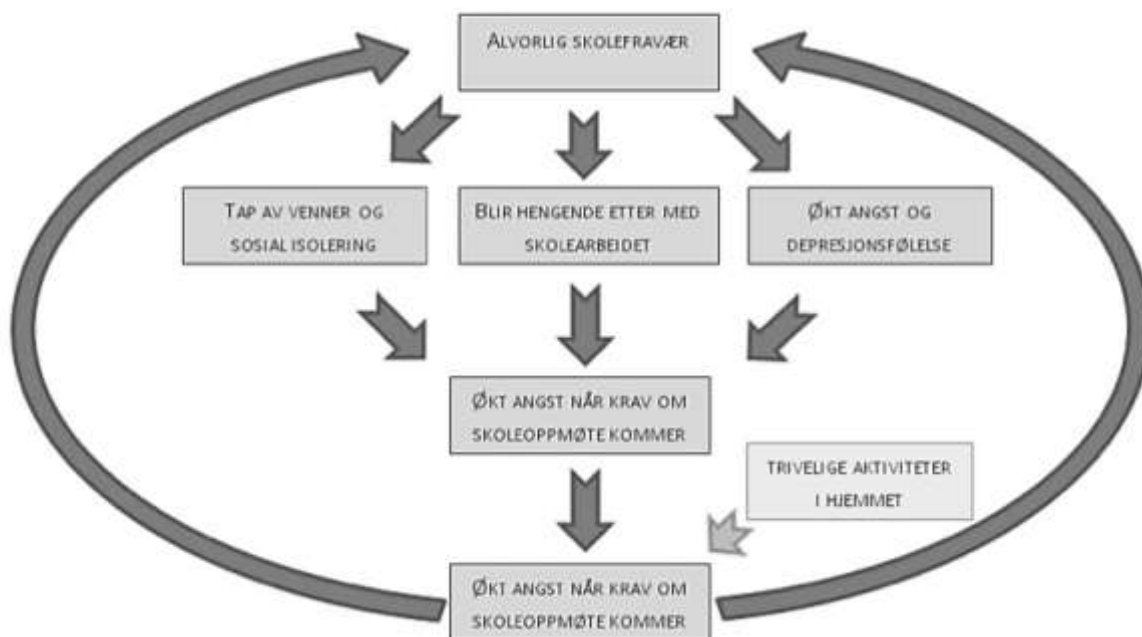 ALVORLIG SKOLEFRAVÆR
TAP AV VENNER OG
SOSIAL ISOLERING
BLIR HENGENDE ETTER MED
SKOLEARBEIDET
ØKT ANGST OG
DEPRESJONSFØLELSE
ØKT ANGST NÅR KRAV OM
SKOLEOPPMØTE KOMMER
TRIVELIGE AKTIVITETER
I HJEMMET
ØKT ANGST NÅR KRAV OM
SKOLEOPPMØTE KOMMER